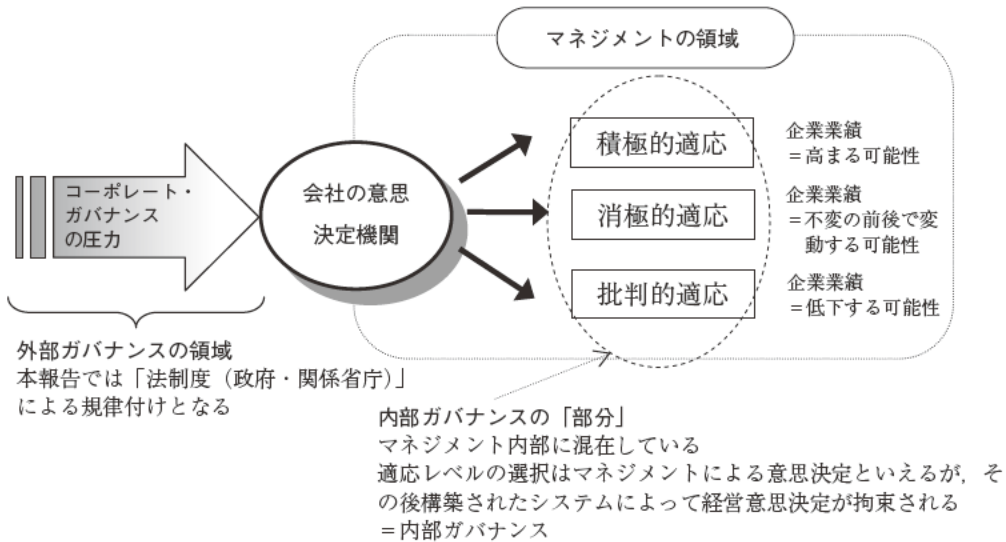 マネジメントの領域
コーポレート・
ガバナンス
の圧力
会社の意思
決定機関
積極的適応
企業業績
＝高まる可能性
消極的適応
企業業績
＝不変の前後で変
動する可能性
批判的適応
企業業績
＝低下する可能性
外部ガバナンスの領域
本報告では「法制度（政府・関係省庁）」
による規律付けとなる
内部ガバナンスの「部分」
マネジメント内部に混在している
適応レベルの選択はマネジメントによる意思決定といえるが，そ
の後構築されたシステムによって経営意思決定が拘束される
＝内部ガバナンス